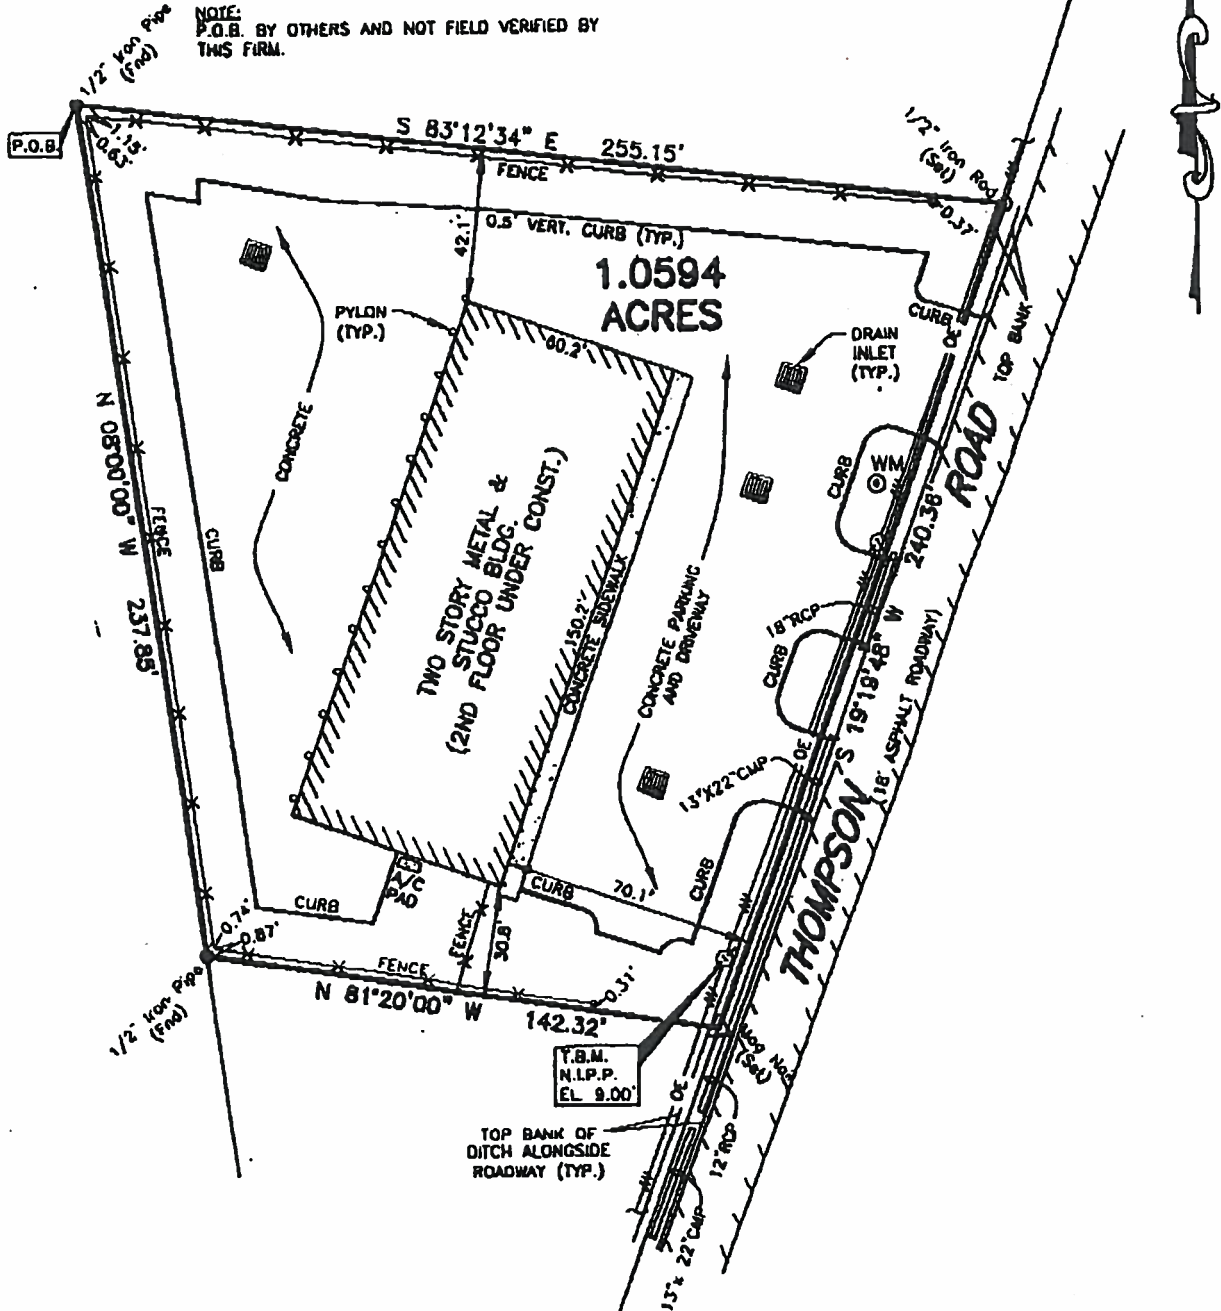 NOTE:
P.O.B. BY OTHERS AND NOT FIELD VERIFIED BY
THIS FIRM.
1/2" Iron Pipe
(Fnd)
P.O.B.
1.15'
0.63'
S 83°12'34" E 255.15'
FENCE
1/2" Iron Rod
(Set)
0.37'
42.1'
0.5' VERT. CURB (TYP.)
1.0594
ACRES
PYLON
(TYP.)
60.2'
DRAIN
INLET
(TYP.)
CURB
OE
TOP BANK
CONCRETE
N 08°00'00" W 237.85'
FENCE
CURB
TWO STORY METAL &
STUCCO BLDG.
(2ND FLOOR UNDER CONST.)
150.2'
CONCRETE SIDEWALK
CONCRETE PARKING
AND DRIVEWAY
CURB
WM
THOMPSON ROAD
S 19°19'48" W 240.38'
(18' ASPHALT ROADWAY)
18"RCP
CURB
OE
13"X22"CMP
CURB
A/C
PAD
CURB
CURB
70.1'
FENCE
30.8'
0.74'
0.87'
FENCE
0.31'
N 81°20'00" W 142.32'
1/2" Iron Pipe
(Fnd)
Mag Nail
(Set)
T.B.M.
N.I.P.P.
EL 9.00'
OE
TOP BANK OF
DITCH ALONGSIDE
ROADWAY (TYP.)
12"RCP
13"x 22"CMP